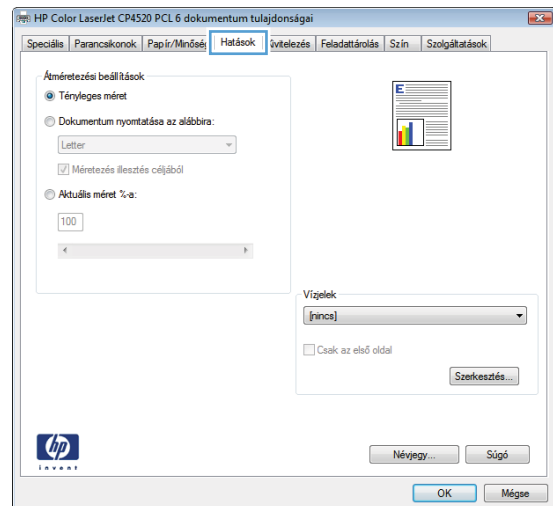 HP Color LaserJet CP4520 PCL 6 dokumentum tulajdonságai
Speciális Parancsikonok Papír/Minőség Hatások Feladattárolás Szín Szolgáltatások
Átméretezési beállítások
Tényleges méret
Dokumentum nyomtatása az alábbira:
Letter
Méretezés illesztés céljából
Aktuális méret %-a:
100
E
Vízjelek
[nincs]
Csak az első oldal
Szerkesztés...
hp
invent
Névjegy... Súgó
OK Mégse